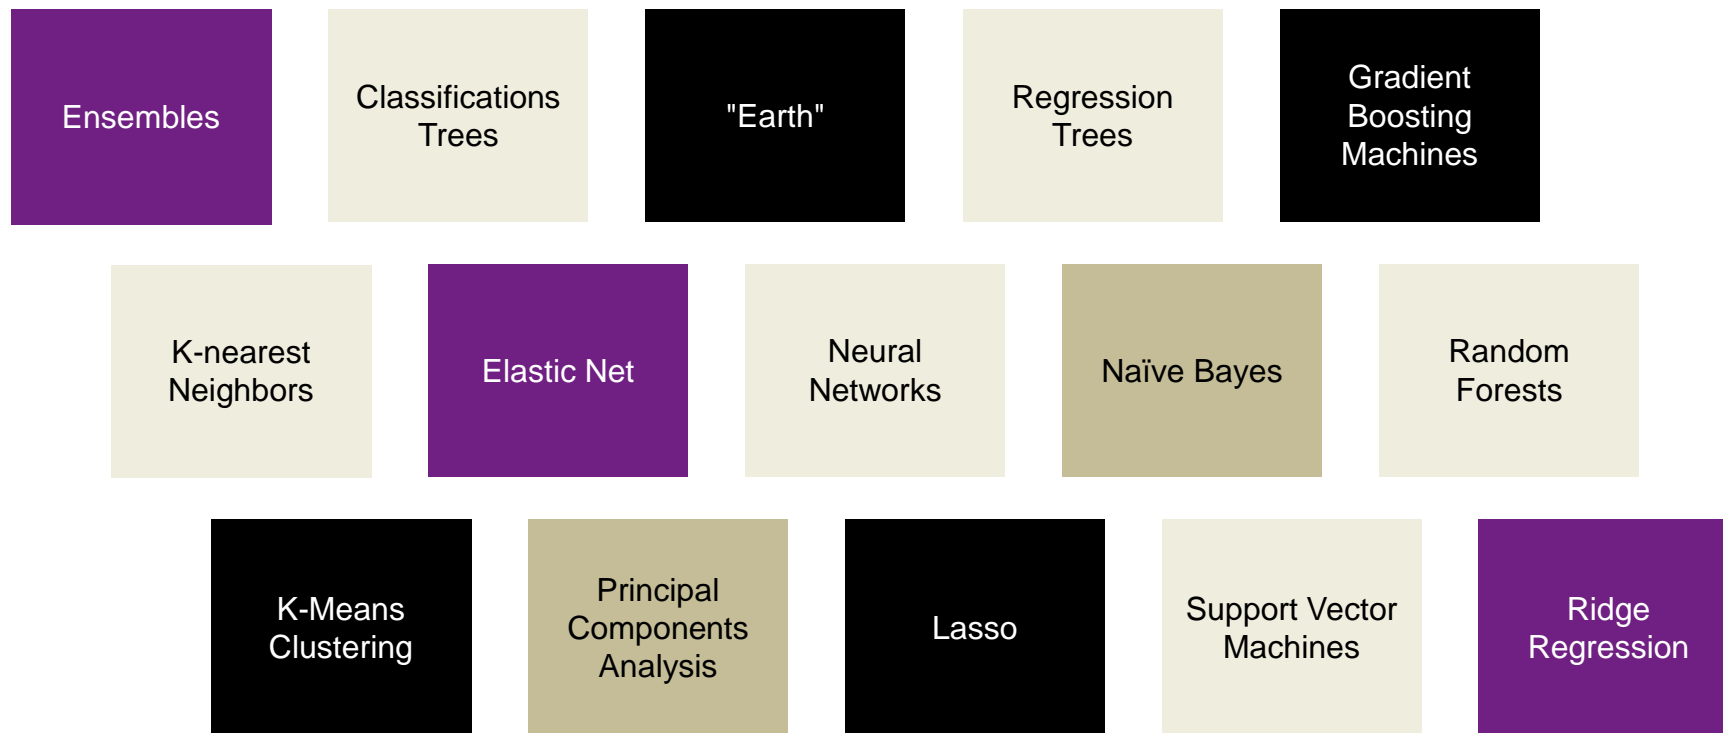 Ensembles
Classifications
Trees
"Earth"
Regression
Trees
Gradient
Boosting
Machines
K-nearest
Neighbors
Elastic Net
Neural
Networks
Naïve Bayes
Random
Forests
K-Means
Clustering
Principal
Components
Analysis
Lasso
Support Vector
Machines
Ridge
Regression